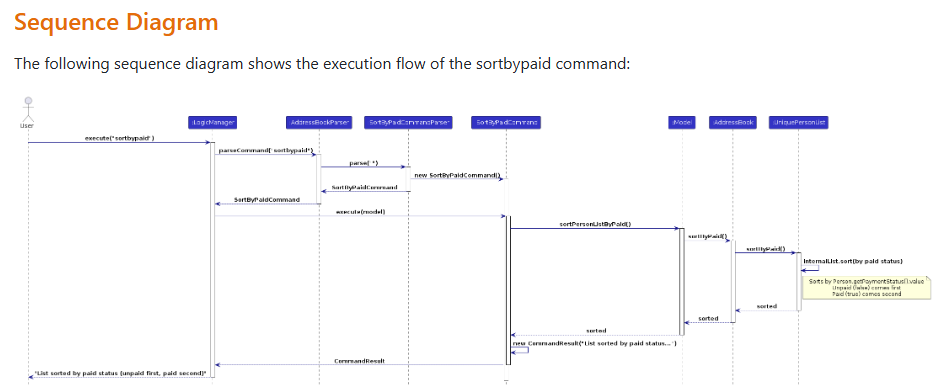 Sequence Diagram
The following sequence diagram shows the execution flow of the sortbypaid command:
User
:LogicManager
:AddressBookParser
SortByPaidCommandParser
SortByPaidCommand
:Model
AddressBook
:UniquePersonList
execute("sortbypaid")
parseCommand("sortbypaid")
parse(" ")
new SortByPaidCommand()
SortByPaidCommand
SortByPaidCommand
execute(model)
sortPersonListByPaid()
sortByPaid()
sortByPaid()
internalList.sort(by paid status)
Sorts by Person.getPaymentStatus().value
Unpaid (false) comes first
Paid (true) comes second
sorted
sorted
sorted
new CommandResult("List sorted by paid status...")
CommandResult
"List sorted by paid status (unpaid first, paid second)"